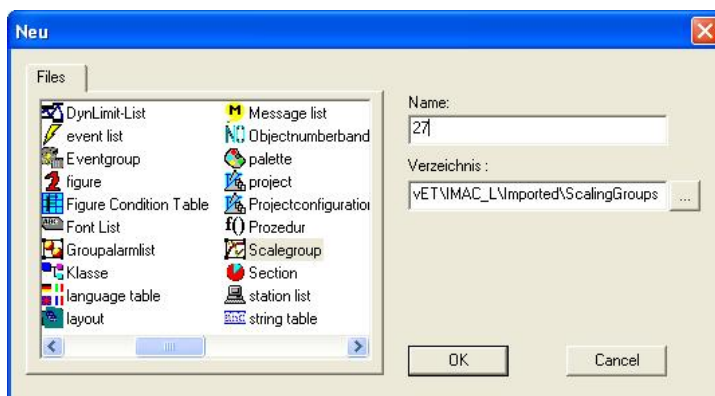 Neu
Files
DynLimit-List
event list
Eventgroup
figure
Figure Condition Table
Font List
Groupalarmlist
Klasse
language table
layout
Message list
Objectnumberband
palette
project
Projectconfiguration
Prozedur
Scalegroup
Section
station list
string table
Name:
27
Verzeichnis :
vET\IMAC_L\Imported\ScalingGroups
...
OK
Cancel